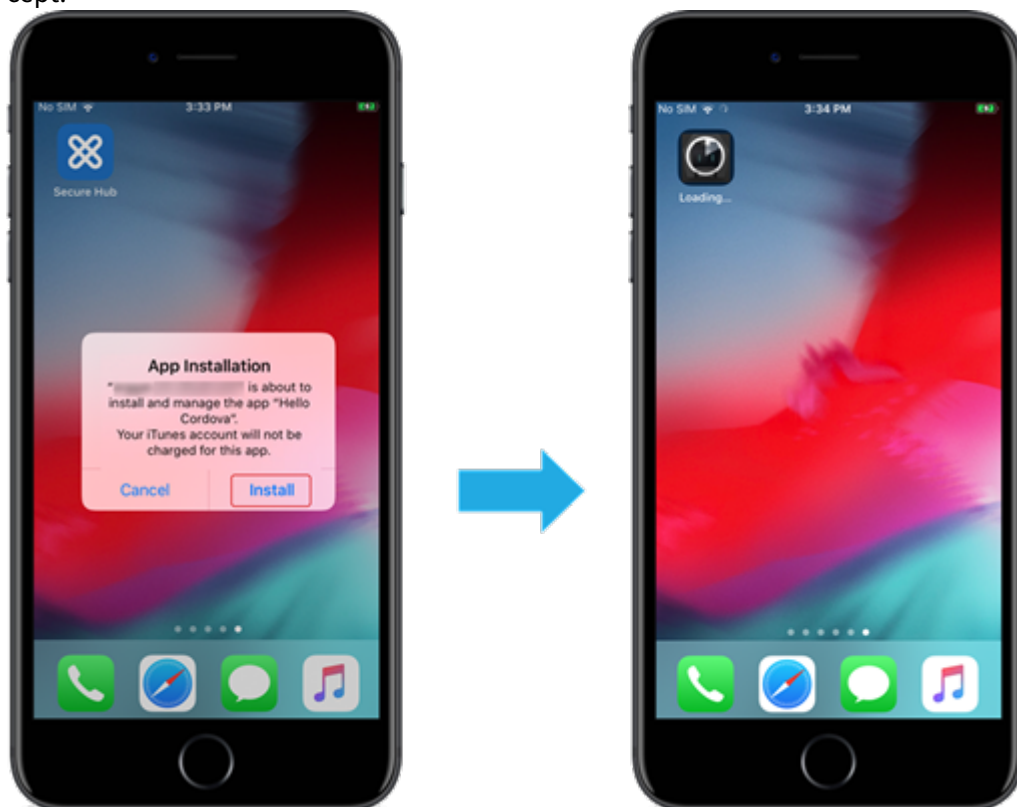 cept.
No SIM 3:33 PM
Secure Hub
App Installation
" is about to
install and manage the app "Hello
Cordova".
Your iTunes account will not be
charged for this app.
Cancel Install
No SIM 3:34 PM
Loading...